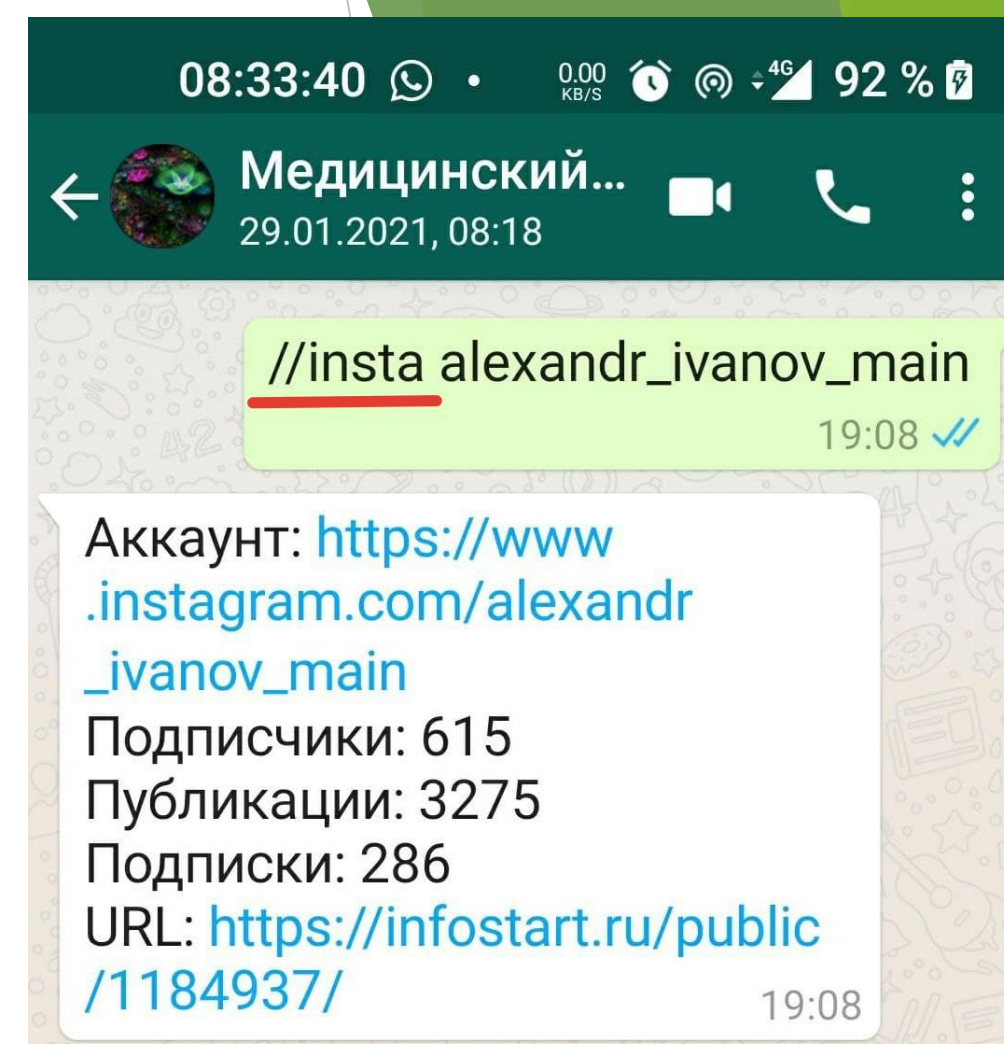 08:33:40 • 0.00 KB/S 4G 92 %
Медицинский...
29.01.2021, 08:18
//insta alexandr_ivanov_main
19:08
Аккаунт: https://www
.instagram.com/alexandr
_ivanov_main
Подписчики: 615
Публикации: 3275
Подписки: 286
URL: https://infostart.ru/public
/1184937/
19:08